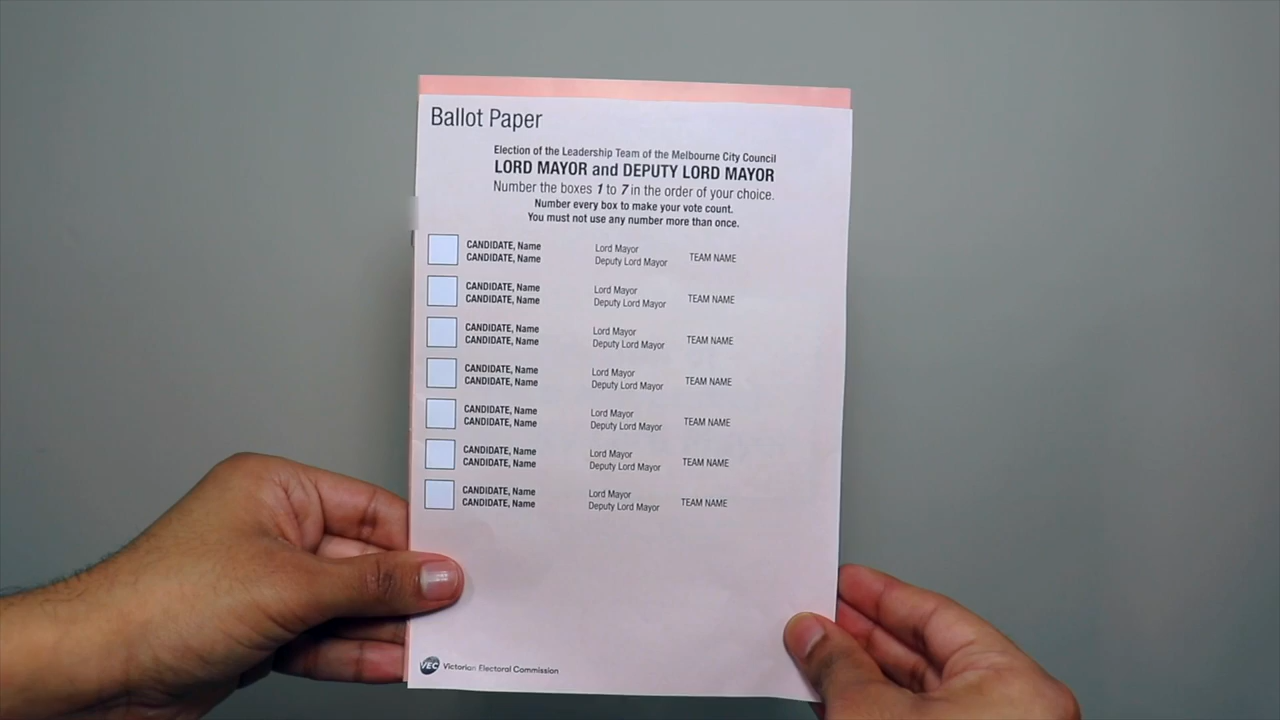 Ballot Paper
Election of the Leadership Team of the Melbourne City Council
LORD MAYOR and DEPUTY LORD MAYOR
Number the boxes 1 to 7 in the order of your choice.
Number every box to make your vote count.
You must not use any number more than once.
CANDIDATE, Name Lord Mayor TEAM NAME
CANDIDATE, Name Deputy Lord Mayor
CANDIDATE, Name Lord Mayor TEAM NAME
CANDIDATE, Name Deputy Lord Mayor
CANDIDATE, Name Lord Mayor TEAM NAME
CANDIDATE, Name Deputy Lord Mayor
CANDIDATE, Name Lord Mayor TEAM NAME
CANDIDATE, Name Deputy Lord Mayor
CANDIDATE, Name Lord Mayor TEAM NAME
CANDIDATE, Name Deputy Lord Mayor
CANDIDATE, Name Lord Mayor TEAM NAME
CANDIDATE, Name Deputy Lord Mayor
CANDIDATE, Name Lord Mayor TEAM NAME
CANDIDATE, Name Deputy Lord Mayor
VEC Victorian Electoral Commission